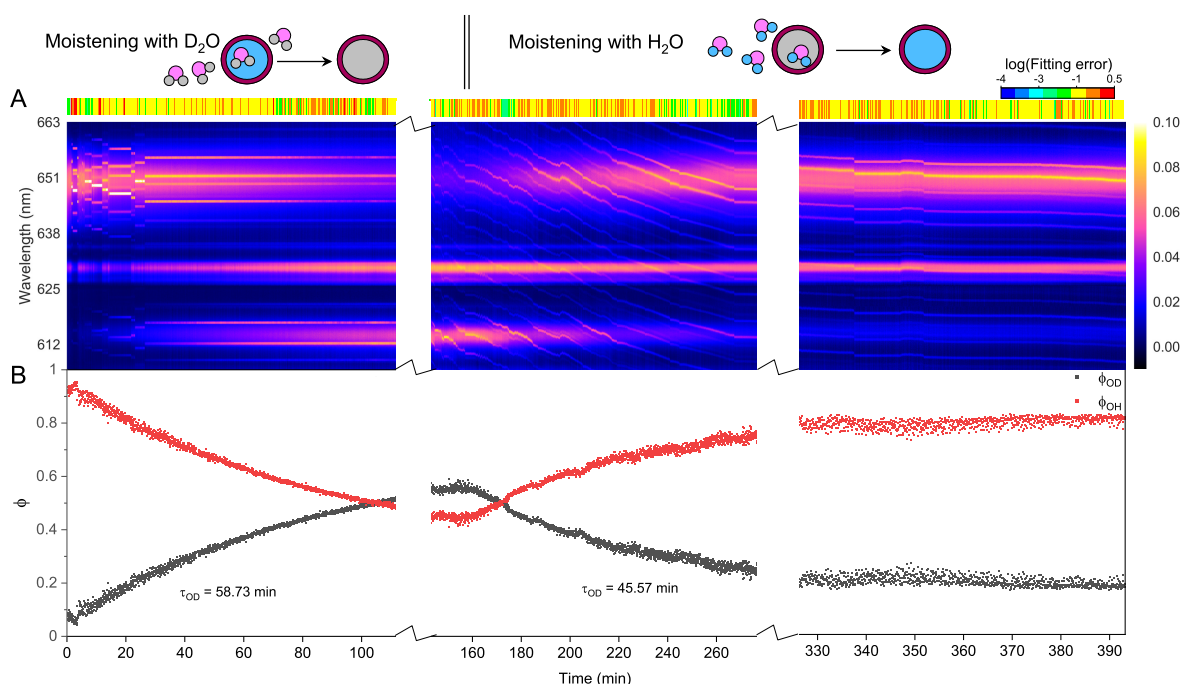 Moistening with D₂O
Moistening with H₂O
log(Fitting error)
-4 -3 -1 0.5
A
663
651
638
625
612
Wavelength (nm)
0.10
0.08
0.06
0.04
0.02
0.00
B
1
0.8
0.6
0.4
0.2
0
ϕ
ϕOD
ϕOH
τOD = 58.73 min
τOD = 45.57 min
0 20 40 60 80 100 160 180 200 220 240 260 330 340 350 360 370 380 390
Time (min)